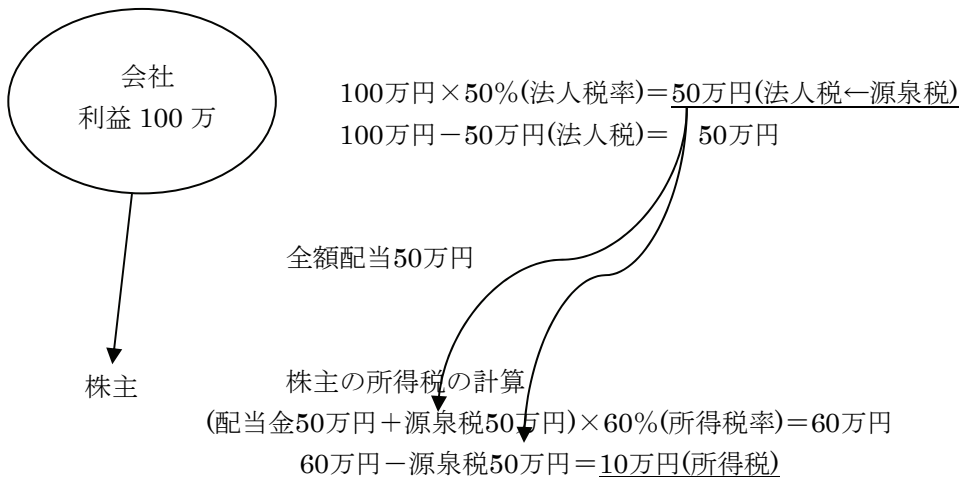 会社
利益 100 万
100万円×50%(法人税率)＝50万円(法人税←源泉税)
100万円－50万円(法人税)＝ 50万円
全額配当50万円
株主
株主の所得税の計算
(配当金50万円＋源泉税50万円)×60%(所得税率)＝60万円
60万円－源泉税50万円＝10万円(所得税)